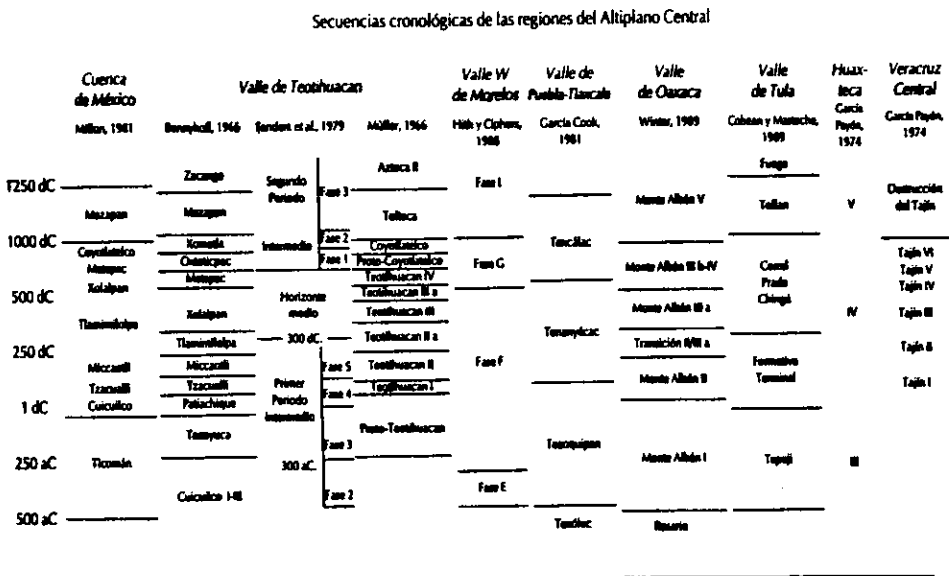 Secuencias cronológicas de las regiones del Altiplano Central
Cuenca de México
Valle de Teotihuacan
Valle W de Morelos
Valle de Puebla-Tlaxcala
Valle de Oaxaca
Valle de Tula
Huax-
teca
Veracruz Central
Millon, 1981
Bennyhoff, 1966
Sanders et al., 1979
Müller, 1966
Hith y Ciphers, 1988
García Cook, 1981
Winter, 1989
Cobean y Mastache, 1989
García Payón, 1974
García Payón, 1974
1250 dC
1000 dC
500 dC
250 dC
1 dC
250 aC
500 aC
Mazapan
Coyotlatelco
Metepec
Xolalpan
Tlamimilolpa
Miccaotli
Tzacualli
Cuicuilco
Ticomán
Zacango
Mazapan
Xometla
Oxtoticpac
Metepec
Xolalpan
Tlamimilolpa
Miccaotli
Tzacualli
Patlachique
Tezoyuca
Cuicuilco I-III
Segundo Periodo
Intermedio
Fase 3
Fase 2
Fase 1
Horizonte medio
300 dC.
Primer Periodo Intermedio
300 aC.
Fase 5
Fase 4
Fase 3
Fase 2
Azteca II
Tolteca
Coyotlatelco
Proto-Coyotlatelco
Teotihuacan IV
Teotihuacan III a
Teotihuacan III
Teotihuacan II a
Teotihuacan II
Teotihuacan I
Proto-Teotihuacan
Fase G
Fase F
Fase E
Texcálac
Tenanyécac
Tezoquipan
Texóloc
Monte Albán V
Monte Albán III b-IV
Monte Albán III a
Transición II/III a
Monte Albán II
Monte Albán I
Rosario
Fuego
Tollan
Corral
Prado
Chingú
Formativo Terminal
Tepeji
V
IV
III
Destrucción del Tajín
Tajín VI
Tajín V
Tajín IV
Tajín III
Tajín II
Tajín I